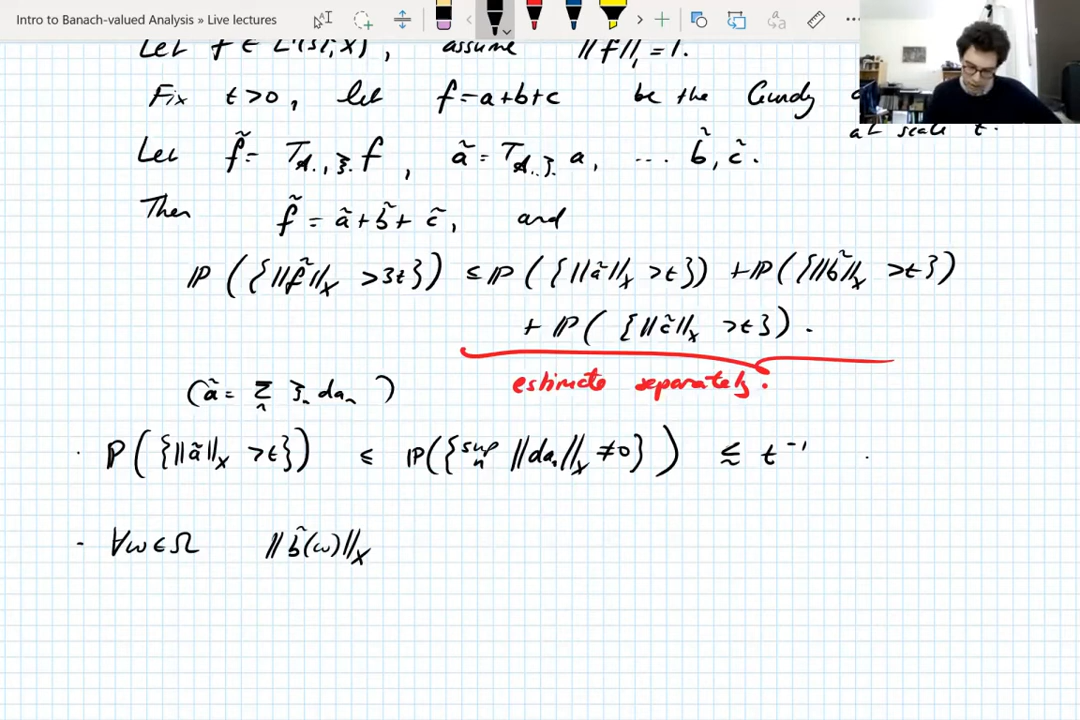 Intro to Banach-valued Analysis » Live lectures
Let f ∈ L¹(Ω; X), assume ‖f‖₁ = 1.
Fix t>0, let f = a+b+c be the Gundy
at scale t.
Let f̃ = T_{A.,ξ.} f, ã = T_{A.,ξ.} a, ... b̃, c̃.
Then f̃ = ã + b̃ + c̃, and
ℙ({‖f̃‖_X > 3t}) ≤ ℙ({‖ã‖_X > t}) + ℙ({‖b̃‖_X > t})
+ ℙ({‖c̃‖_X > t}).
estimate separately.
(ã = Σ_n ξ_n da_n)
· ℙ({‖ã‖_X > t}) ≤ ℙ({sup_n ‖da_n‖_X ≠ 0}) ≲ t⁻¹ .
- ∀ω ∈ Ω ‖b̃(ω)‖_X